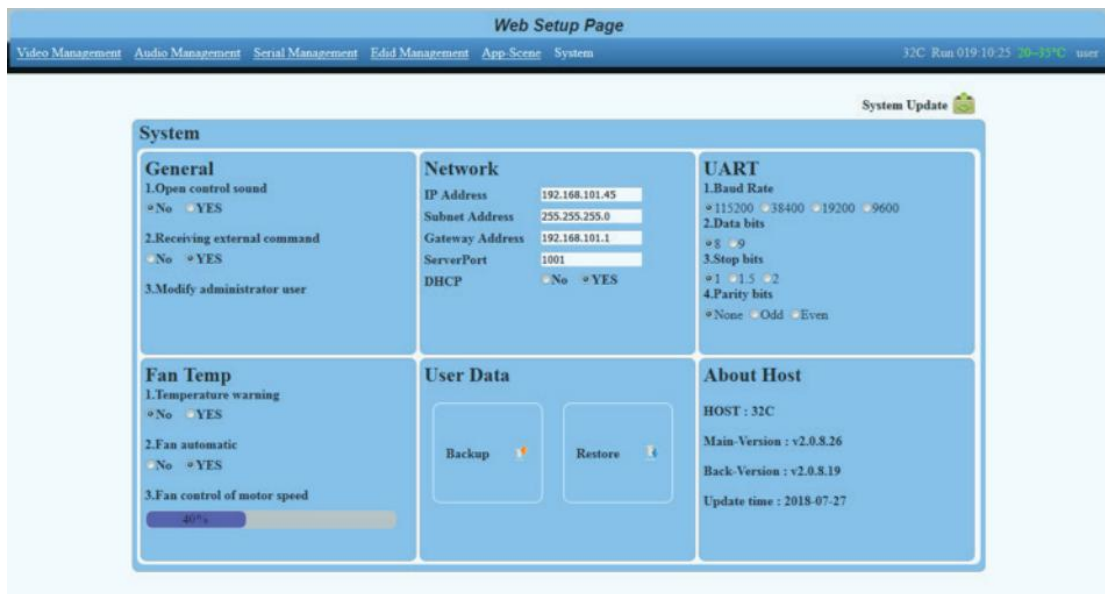 Web Setup Page
Video Management Audio Management Serial Management Edid Management App-Scene System 32C Run 019:10:25 20~35°C user
System Update
System
General
1.Open control sound
No YES
2.Receiving external command
No YES
3.Modify administrator user
Network
IP Address 192.168.101.45
Subnet Address 255.255.255.0
Gateway Address 192.168.101.1
ServerPort 1001
DHCP No YES
UART
1.Baud Rate
115200 38400 19200 9600
2.Data bits
8 9
3.Stop bits
1 1.5 2
4.Parity bits
None Odd Even
Fan Temp
1.Temperature warning
No YES
2.Fan automatic
No YES
3.Fan control of motor speed
40%
User Data
Backup Restore
About Host
HOST : 32C
Main-Version : v2.0.8.26
Back-Version : v2.0.8.19
Update time : 2018-07-27